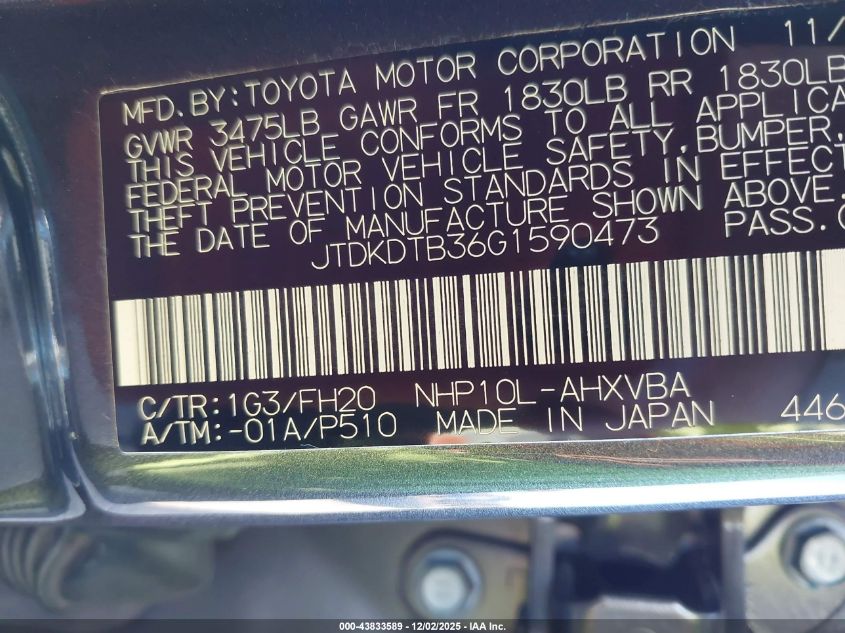 MFD.BY:TOYOTA MOTOR CORPORATION 11/
GVWR 3475LB GAWR FR 1830LB RR 1830LB
THIS VEHICLE CONFORMS TO ALL APPLICA
FEDERAL MOTOR VEHICLE SAFETY,BUMPER,
THEFT PREVENTION STANDARDS IN EFFECT
THE DATE OF MANUFACTURE SHOWN ABOVE.
JTDKDTB36G1590473 PASS.
C/TR:1G3/FH20 NHP10L-AHXVBA
A/TM:-01A/P510 MADE IN JAPAN 446
000-43833589 - 12/02/2025 - IAA Inc.